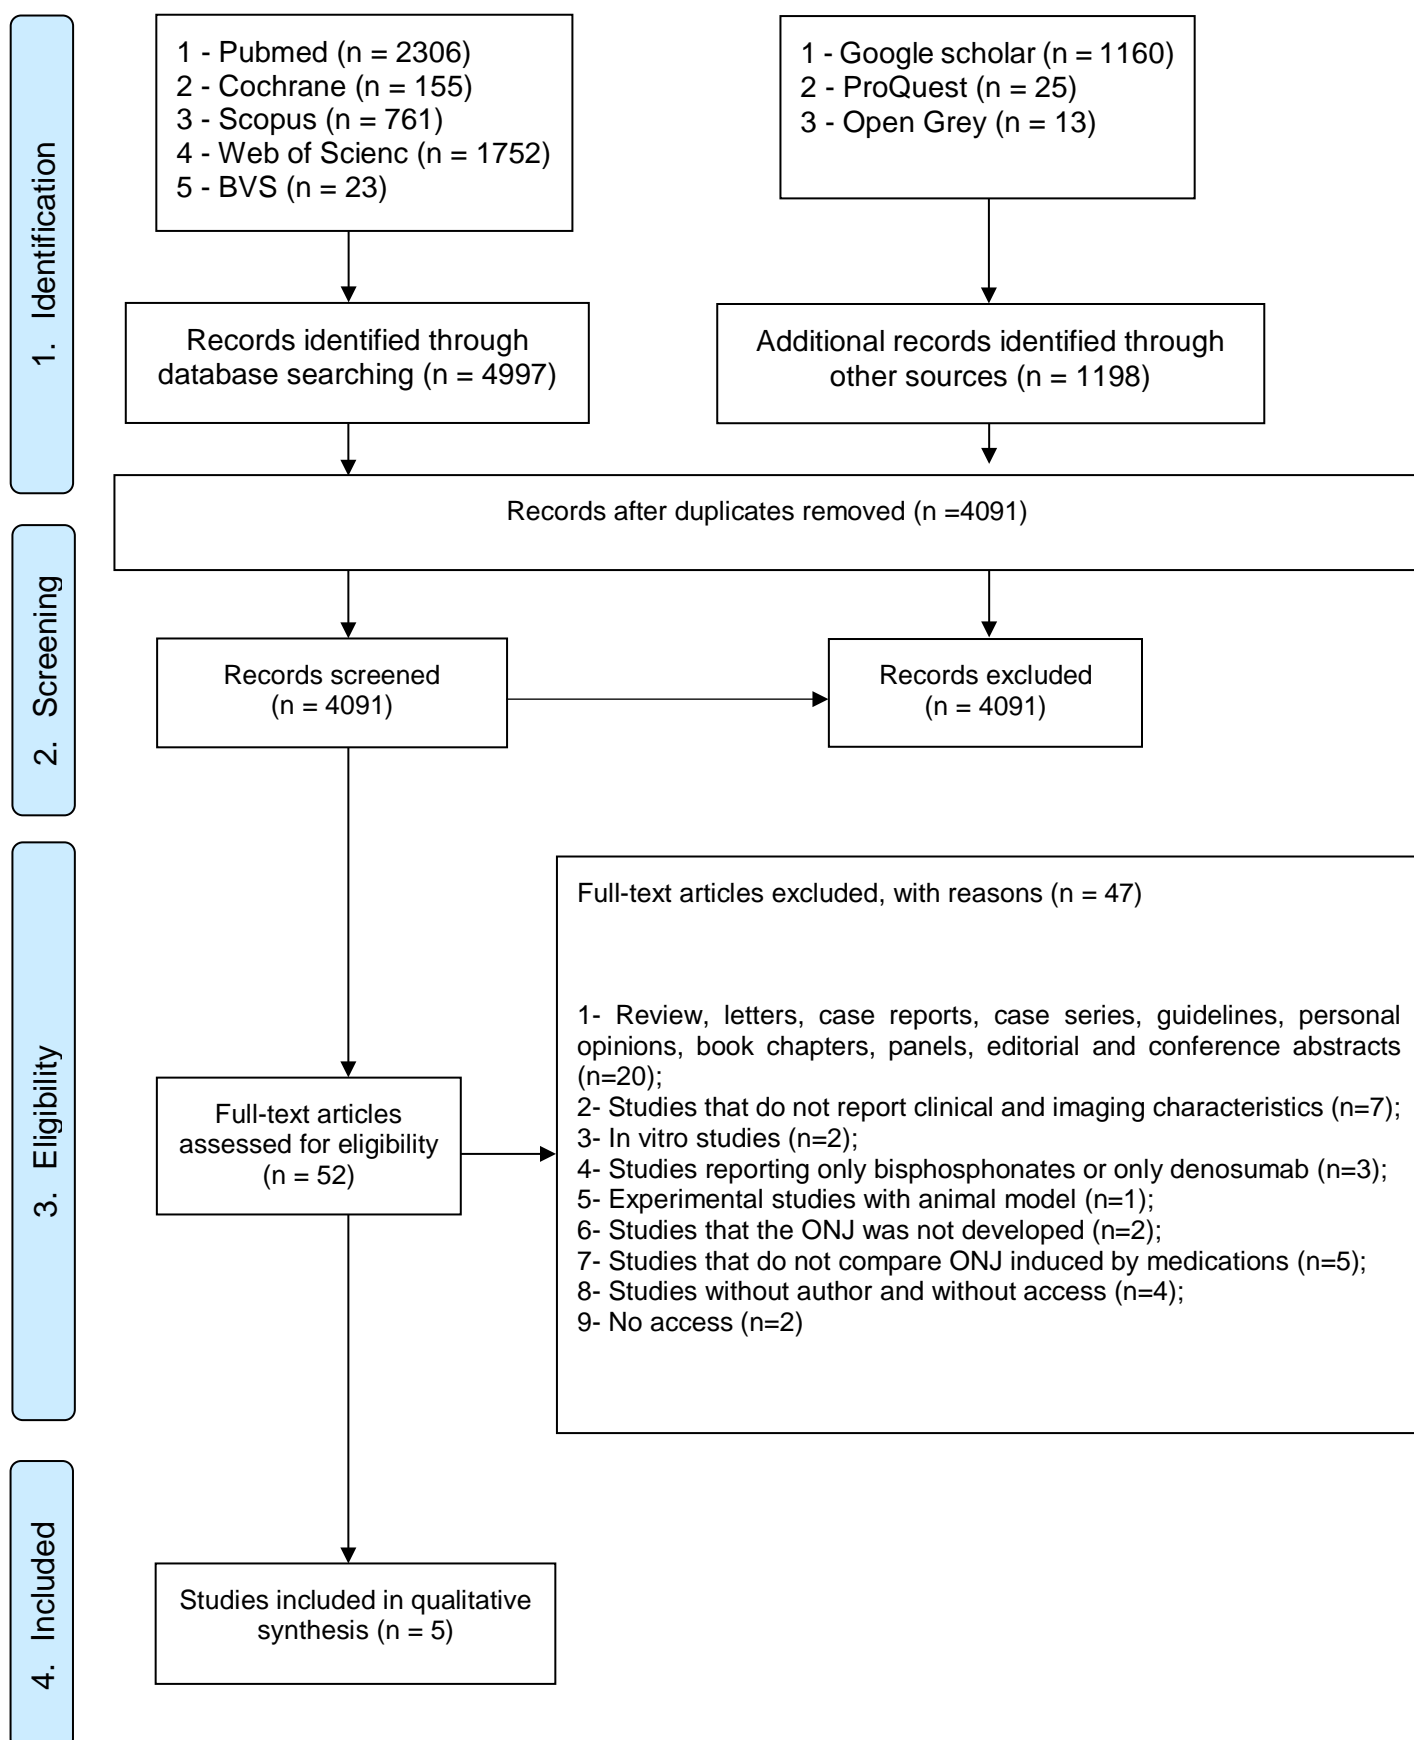 1 - Pubmed (n = 2306)
2 - Cochrane (n = 155)
3 - Scopus (n = 761)
4 - Web of Scienc (n = 1752)
5 - BVS (n = 23)
1 - Google scholar (n = 1160)
2 - ProQuest (n = 25)
3 - Open Grey (n = 13)
1. Identification
Records identified through
database searching (n = 4997)
Additional records identified through
other sources (n = 1198)
Records after duplicates removed (n =4091)
2. Screening
Records screened
(n = 4091)
Records excluded
(n = 4091)
3. Eligibility
Full-text articles
assessed for eligibility
(n = 52)
Full-text articles excluded, with reasons (n = 47)
1- Review, letters, case reports, case series, guidelines, personal
opinions, book chapters, panels, editorial and conference abstracts
(n=20);
2- Studies that do not report clinical and imaging characteristics (n=7);
3- In vitro studies (n=2);
4- Studies reporting only bisphosphonates or only denosumab (n=3);
5- Experimental studies with animal model (n=1);
6- Studies that the ONJ was not developed (n=2);
7- Studies that do not compare ONJ induced by medications (n=5);
8- Studies without author and without access (n=4);
9- No access (n=2)
4. Included
Studies included in qualitative
synthesis (n = 5)